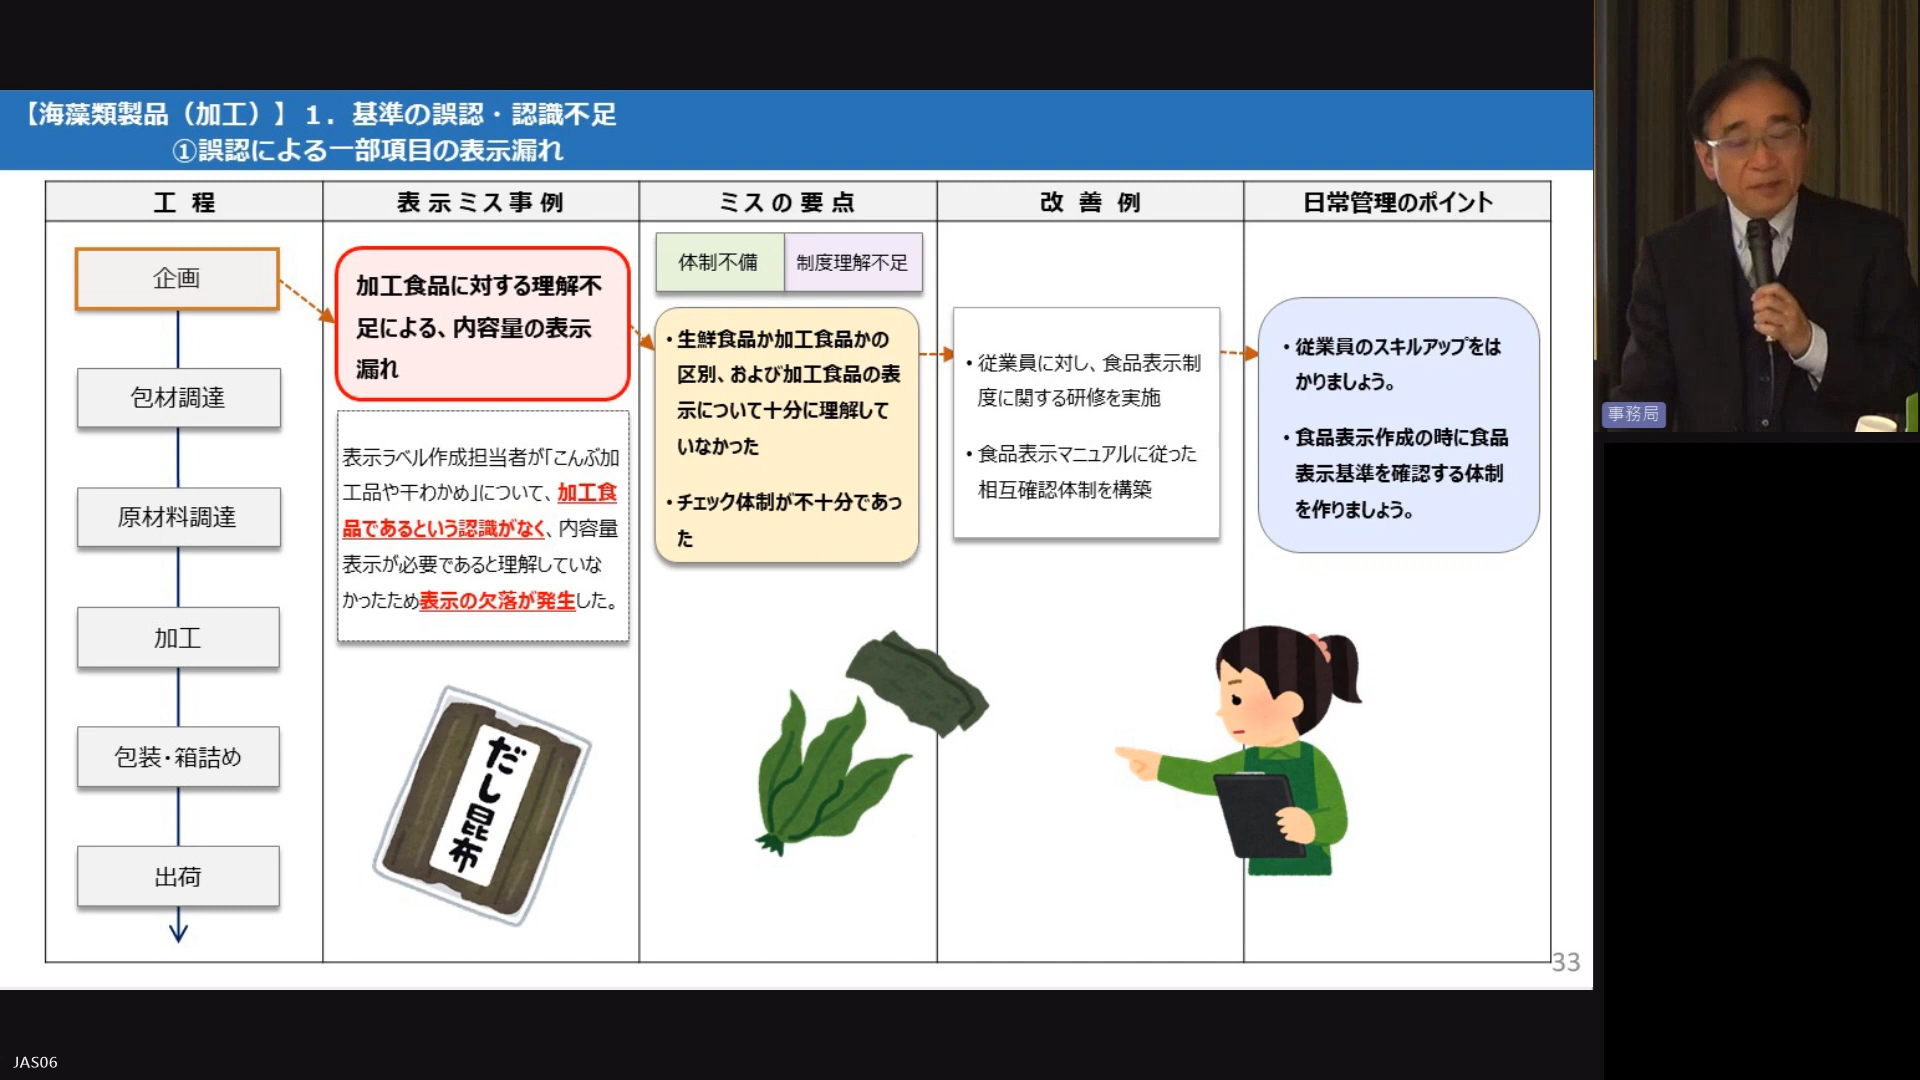 【海藻類製品（加工）】１．基準の誤認・認識不足
①誤認による一部項目の表示漏れ
工 程
表 示 ミ ス 事 例
ミ ス の 要 点
改 善 例
日常管理のポイント
企画
包材調達
原材料調達
加工
包装・箱詰め
出荷
加工食品に対する理解不
足による、内容量の表示
漏れ
表示ラベル作成担当者が「こんぶ加
工品や干わかめ」について、加工食
品であるという認識がなく、内容量
表示が必要であると理解していな
かったため表示の欠落が発生した。
だし昆布
体制不備
制度理解不足
・生鮮食品か加工食品かの
区別、および加工食品の表
示について十分に理解して
いなかった
・チェック体制が不十分であっ
た
・従業員に対し、食品表示制
度に関する研修を実施
・食品表示マニュアルに従った
相互確認体制を構築
・従業員のスキルアップをは
かりましょう。
・食品表示作成の時に食品
表示基準を確認する体制
を作りましょう。
33
事務局
JAS06